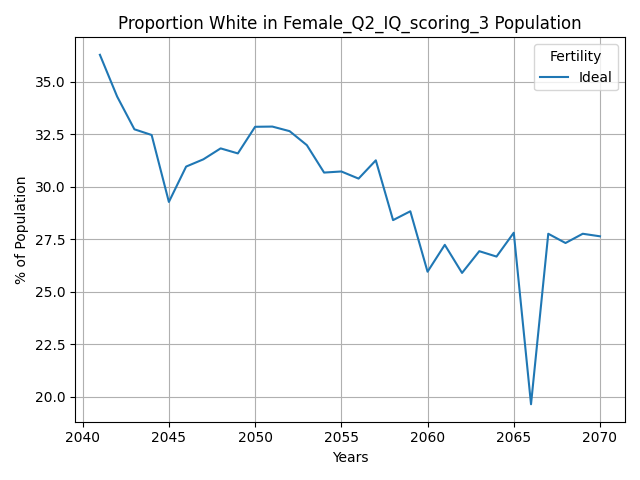 Proportion White in Female_Q2_IQ_scoring_3 Population
Fertility
Ideal
35.0
32.5
30.0
27.5
25.0
22.5
20.0
% of Population
2040 2045 2050 2055 2060 2065 2070
Years